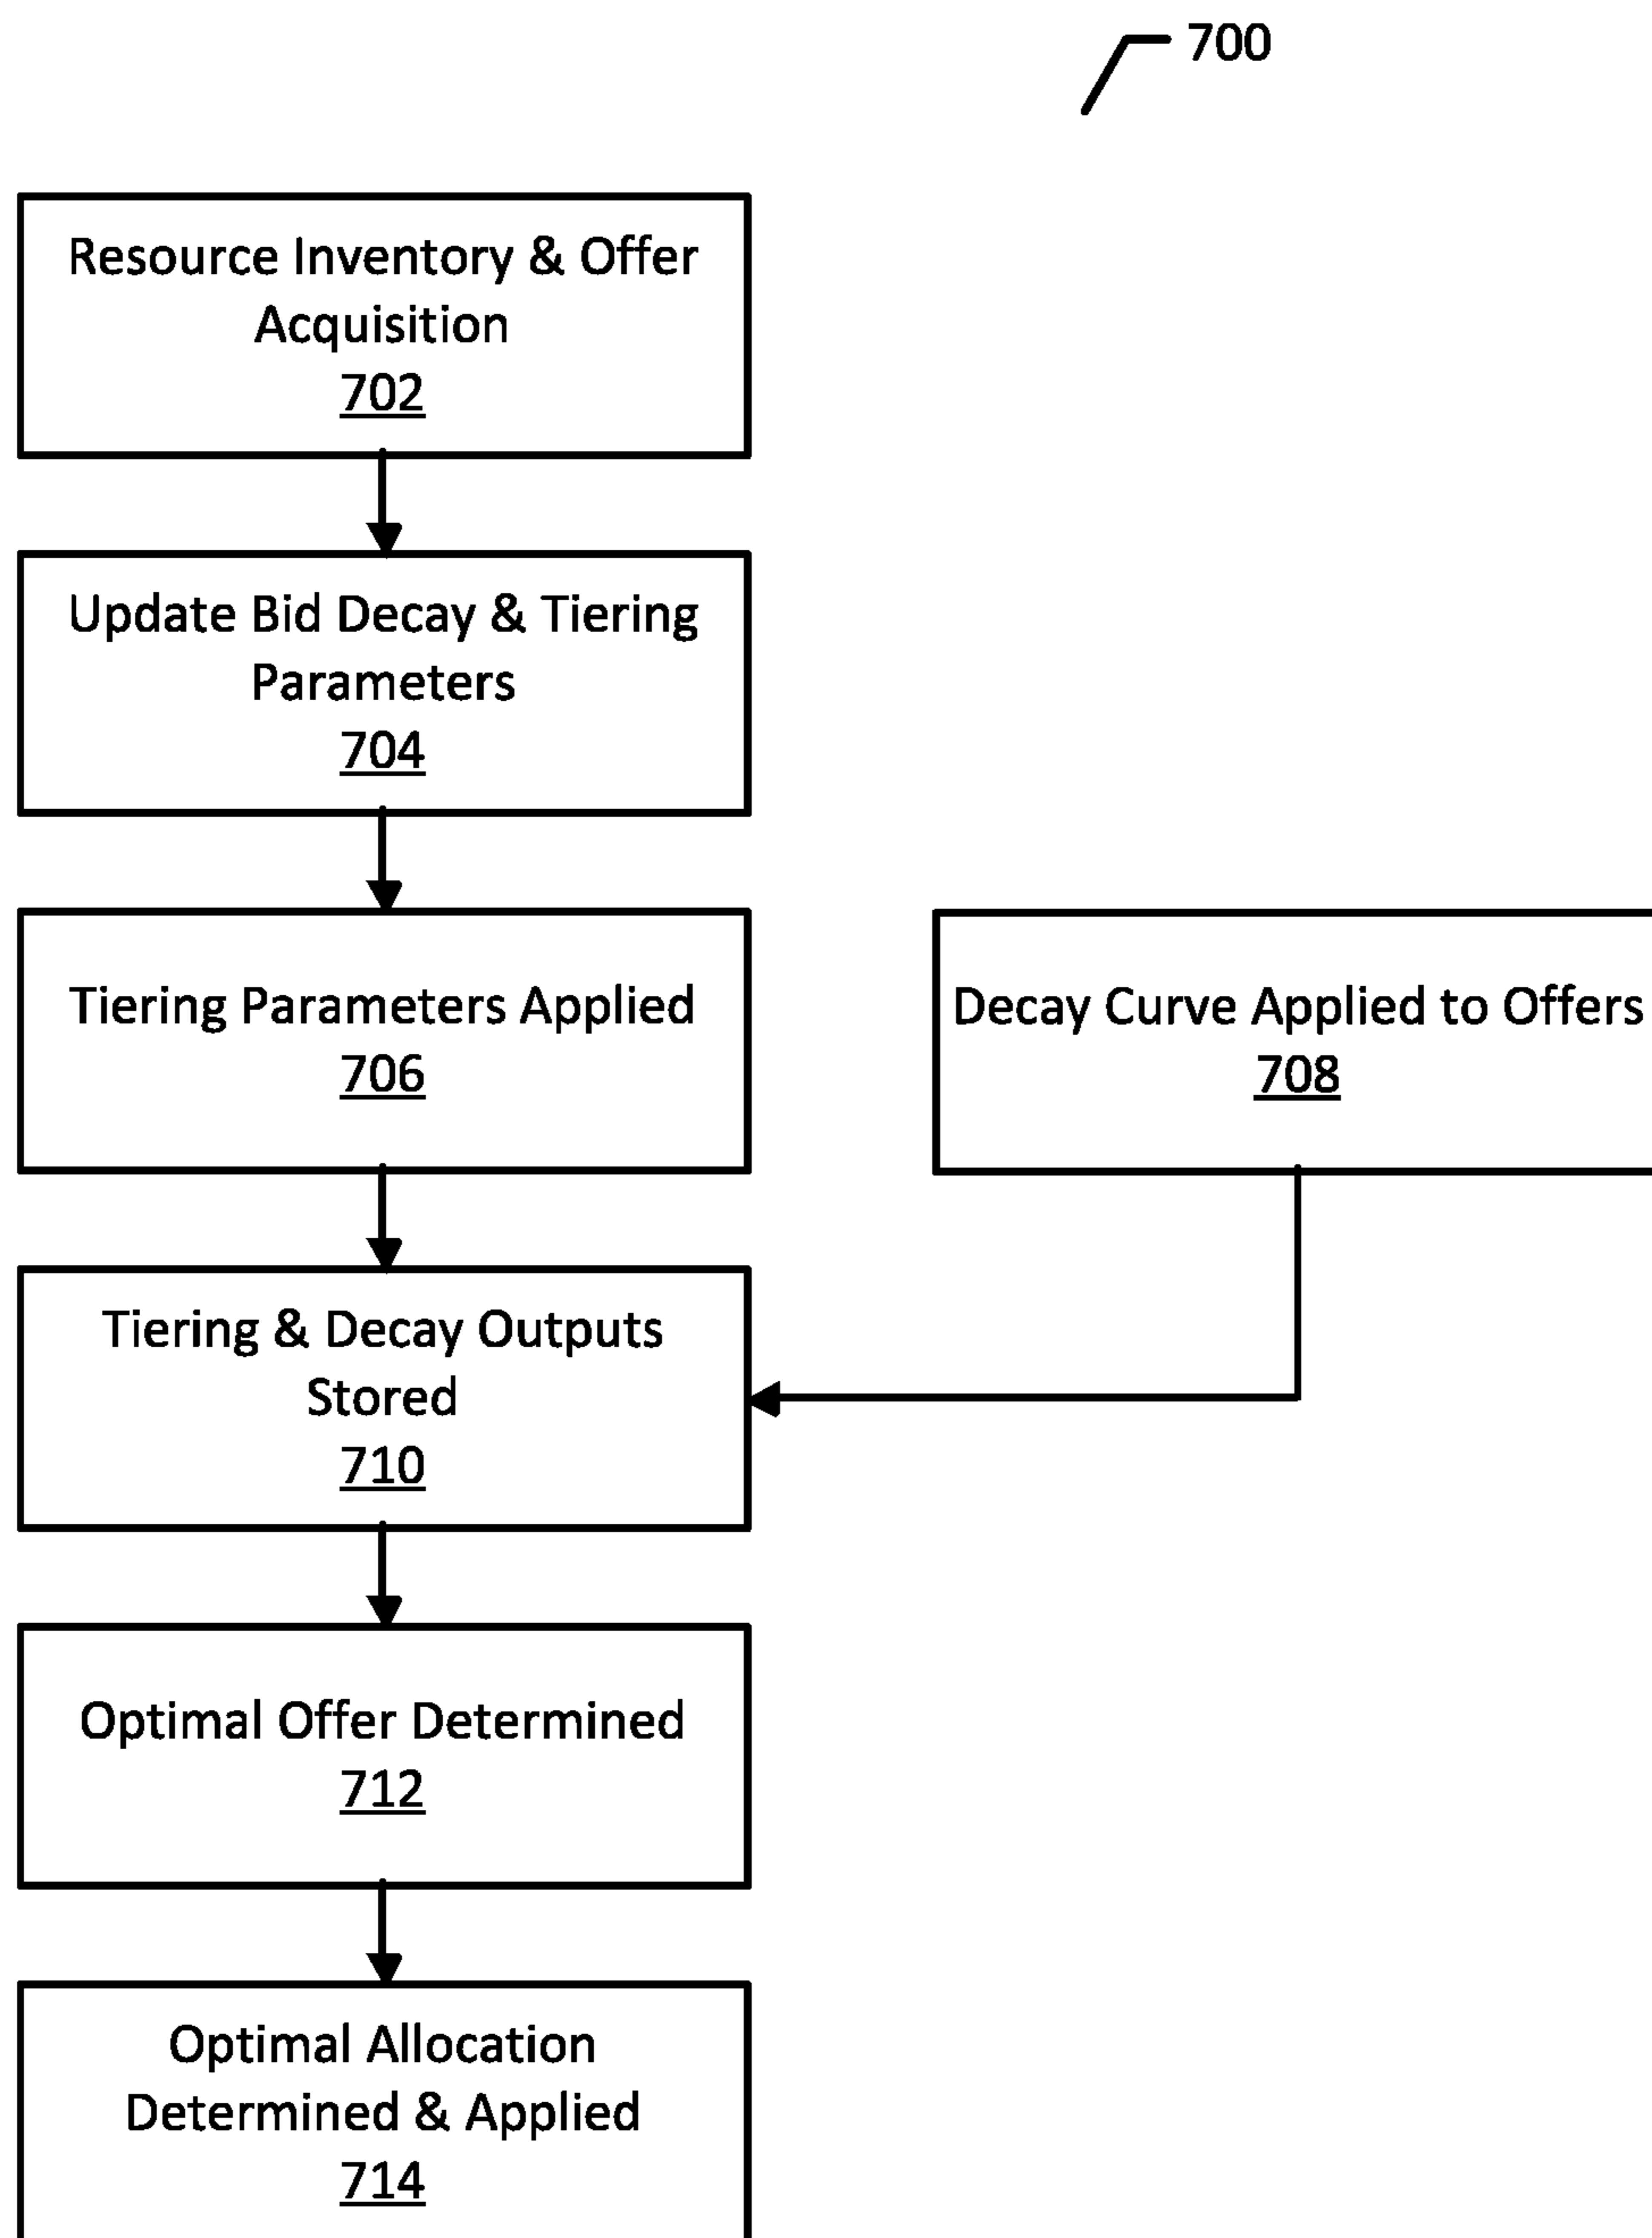 700
Resource Inventory & Offer
Acquisition
702
Update Bid Decay & Tiering
Parameters
704
Tiering Parameters Applied
706
Decay Curve Applied to Offers
708
Tiering & Decay Outputs
Stored
710
Optimal Offer Determined
712
Optimal Allocation
Determined & Applied
714